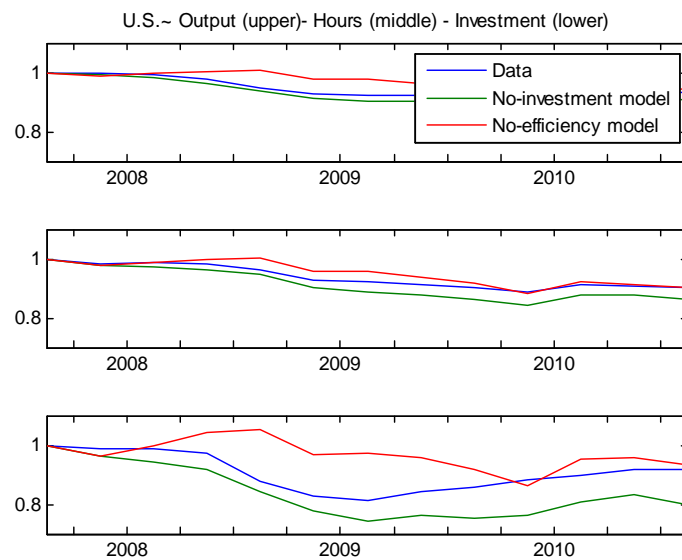 U.S.~ Output (upper)- Hours (middle) - Investment (lower)
1
0.8
Data
No-investment model
No-efficiency model
2008 2009 2010
1
0.8
2008 2009 2010
1
0.8
2008 2009 2010